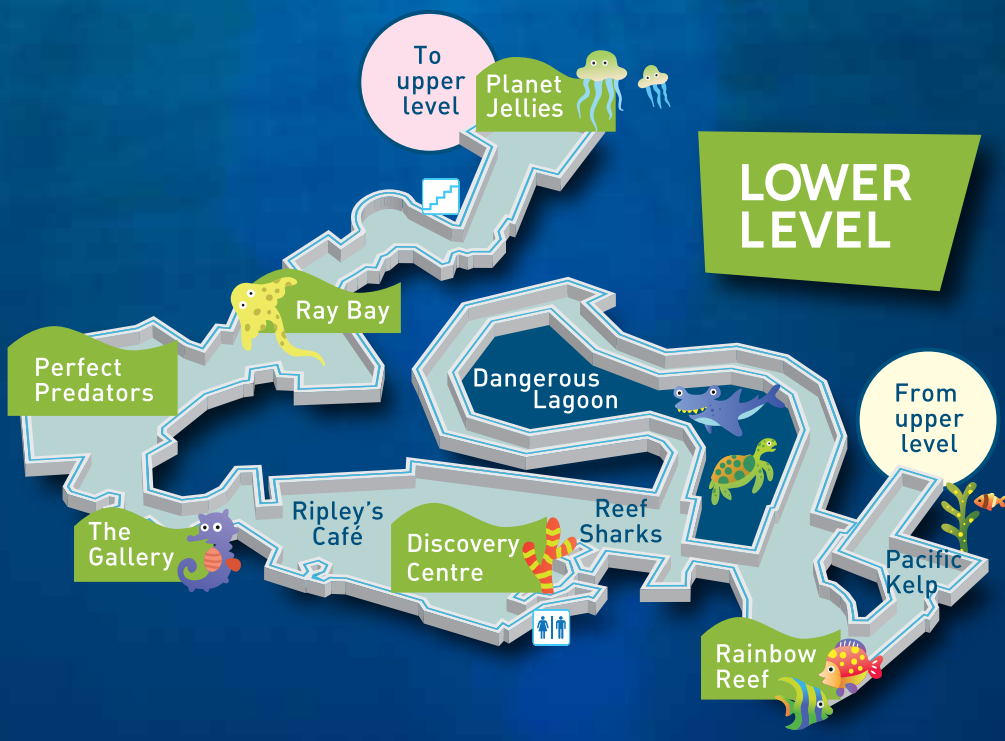 To
upper
level
Planet
Jellies
LOWER
LEVEL
Ray Bay
Perfect
Predators
Dangerous
Lagoon
From
upper
level
Ripley's
Café
Reef
Sharks
The
Gallery
Discovery
Centre
Pacific
Kelp
Rainbow
Reef